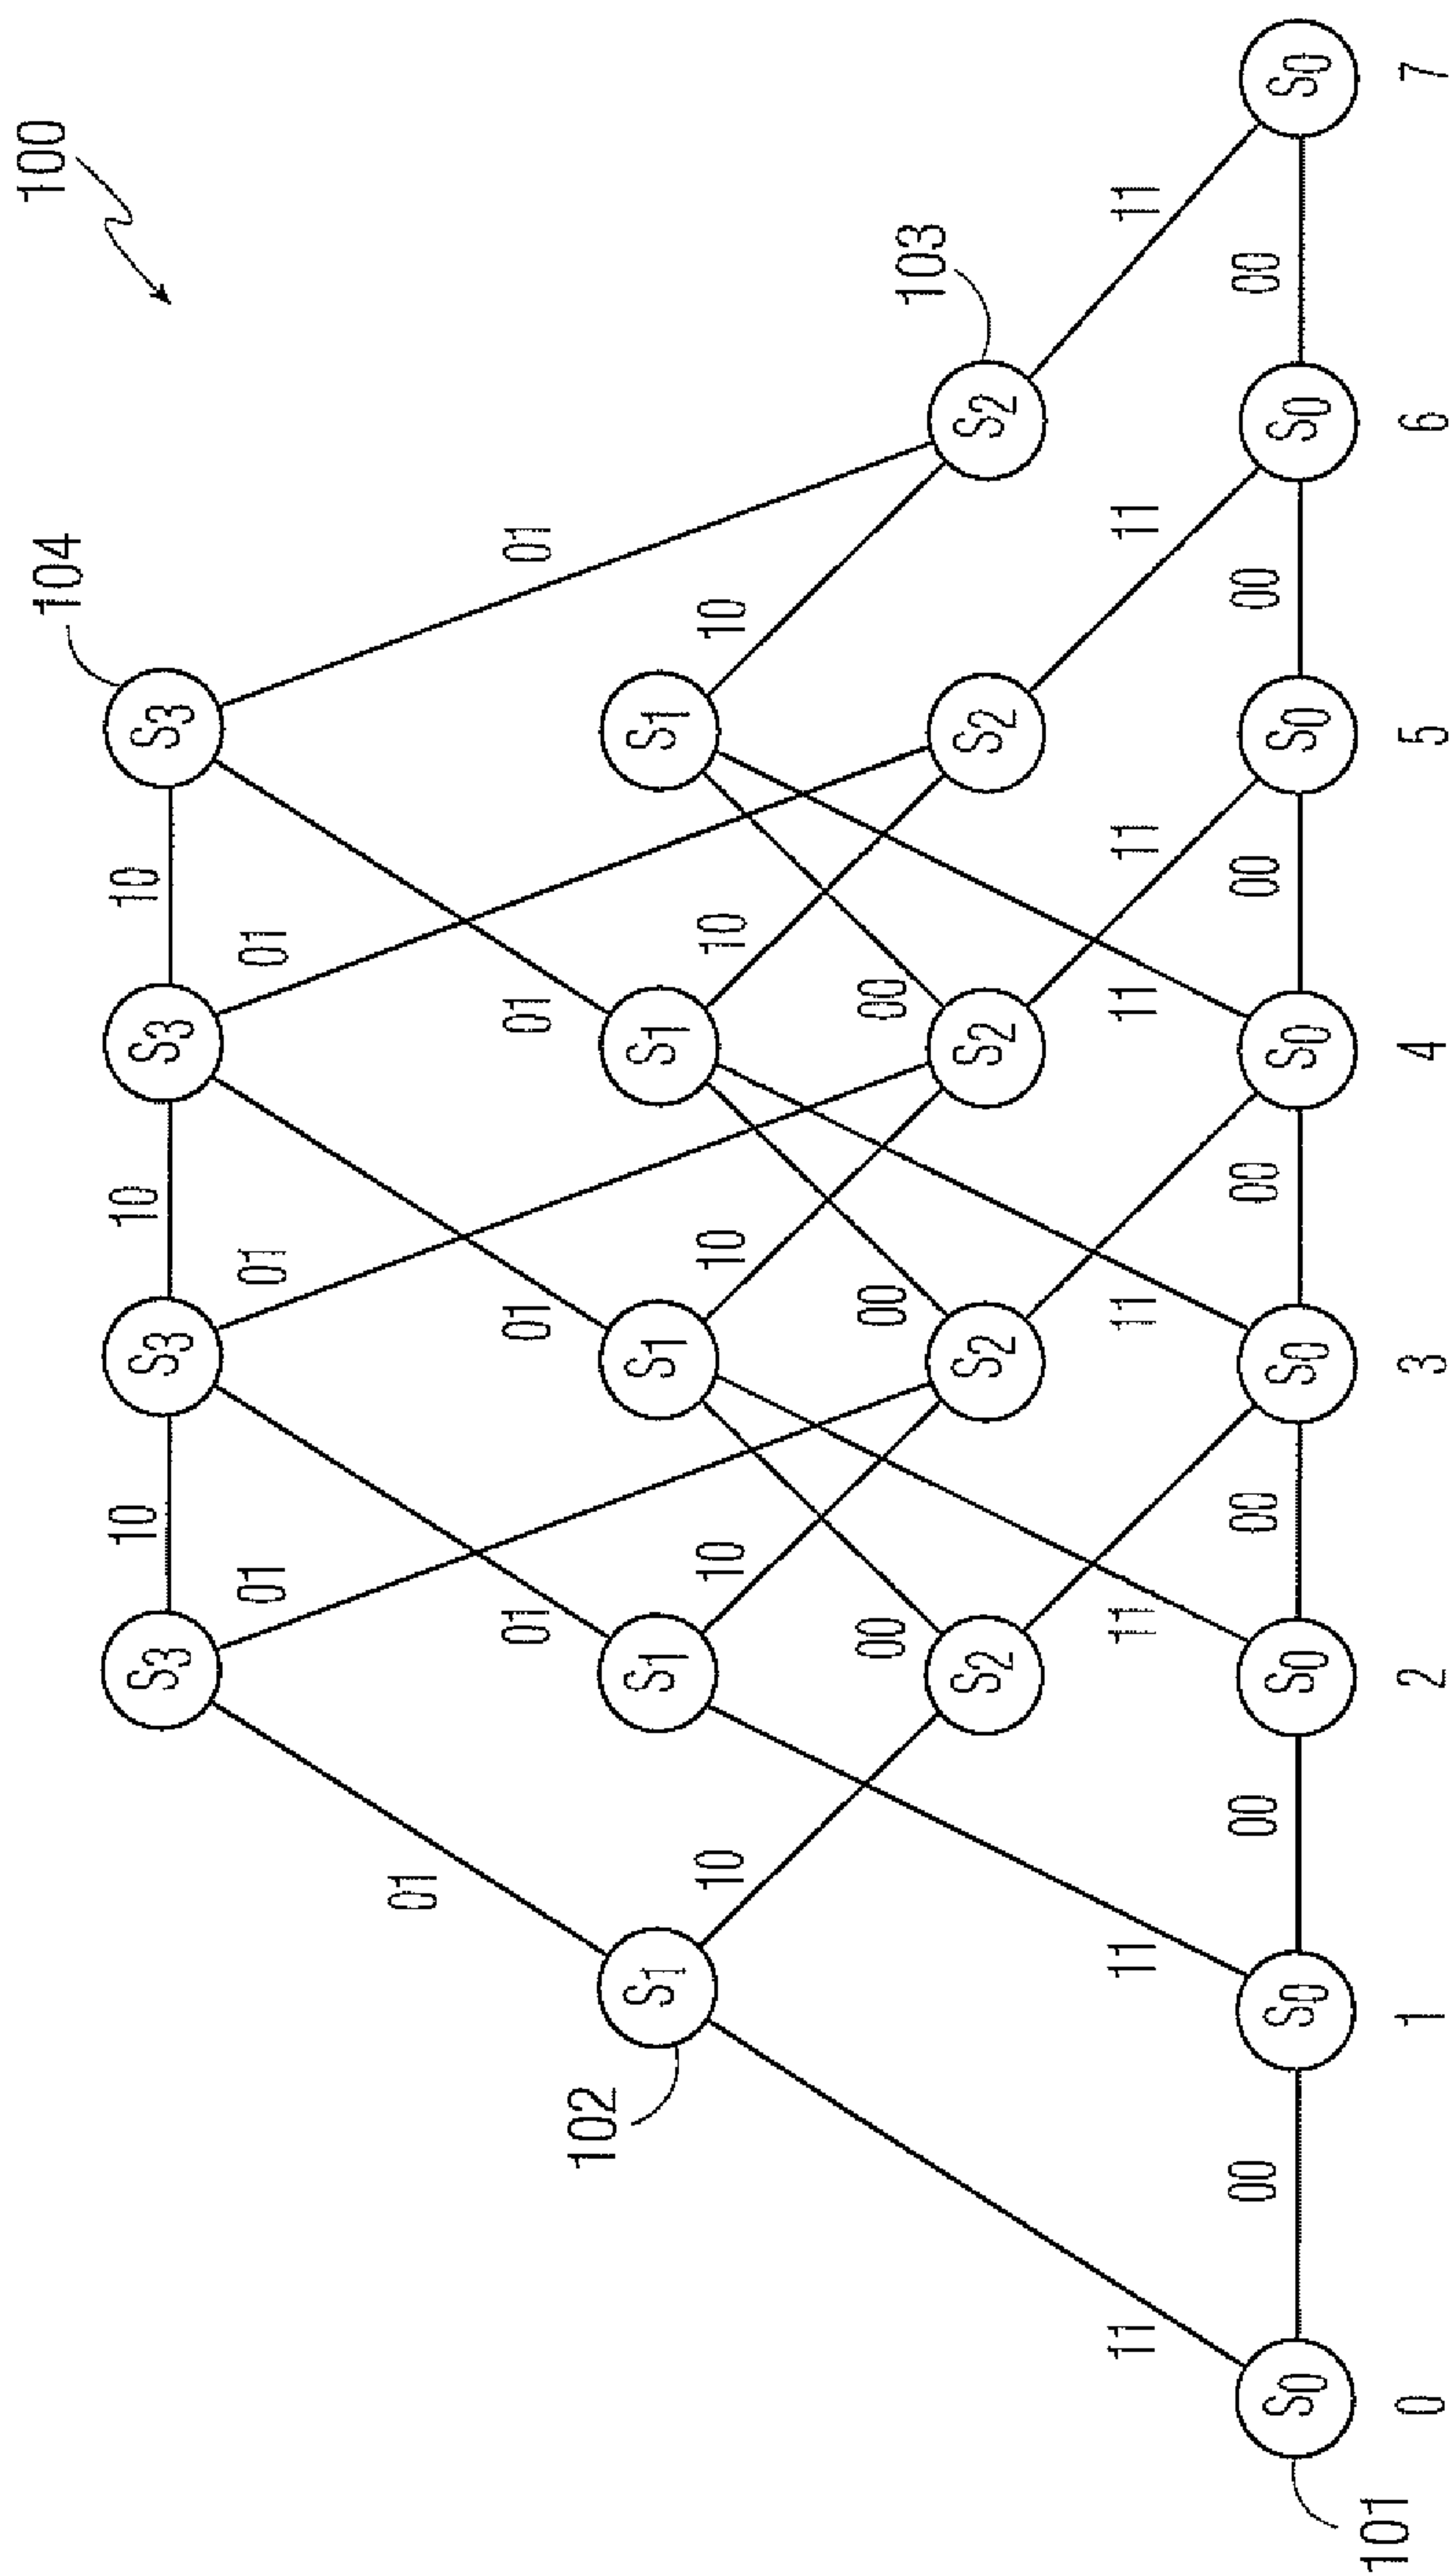 100
104
10 10 10
S3 S3 S3 S3
01 01 01
01
01 01 01 01
102
S1 S1 S1 S1 S1
10 10 10 10 10
00 00 00
103
S2 S2 S2 S2 S2
11 11 11 11 11 11 11 11
00 00 00 00 00 00 00
S0 S0 S0 S0 S0 S0 S0 S0
101
0 1 2 3 4 5 6 7